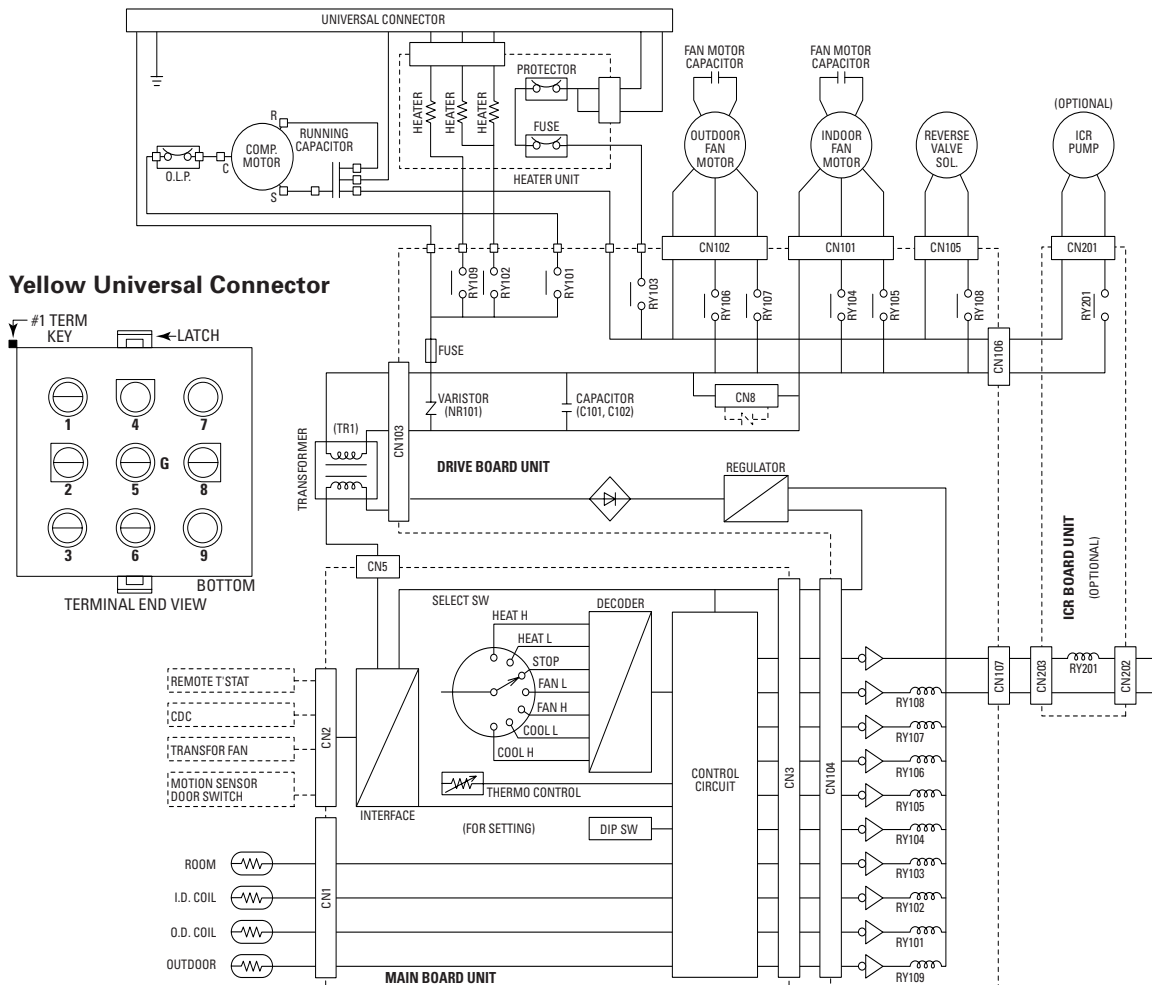 UNIVERSAL CONNECTOR
PROTECTOR
FUSE
HEATER
HEATER
HEATER
HEATER UNIT
R
COMP.
MOTOR
C
S
O.L.P.
RUNNING
CAPACITOR
FAN MOTOR
CAPACITOR
OUTDOOR
FAN
MOTOR
FAN MOTOR
CAPACITOR
INDOOR
FAN
MOTOR
REVERSE
VALVE
SOL.
(OPTIONAL)
ICR
PUMP
CN102
CN101
CN105
CN201
RY109
RY102
RY101
RY103
RY106
RY107
RY104
RY105
RY108
RY201
CN106
Yellow Universal Connector
#1 TERM
KEY
LATCH
1
4
7
2
5
G
8
3
6
9
BOTTOM
TERMINAL END VIEW
FUSE
VARISTOR
(NR101)
CAPACITOR
(C101, C102)
CN8
TRANSFORMER
(TR1)
CN103
DRIVE BOARD UNIT
REGULATOR
ICR BOARD UNIT
(OPTIONAL)
CN5
SELECT SW
HEAT H
HEAT L
STOP
FAN L
FAN H
COOL L
COOL H
DECODER
REMOTE T'STAT
CDC
TRANSFOR FAN
MOTION SENSOR
DOOR SWITCH
CN2
INTERFACE
THERMO CONTROL
(FOR SETTING)
DIP SW
CONTROL
CIRCUIT
CN3
CN104
CN107
CN203
RY201
CN202
RY108
RY107
RY106
RY105
RY104
RY103
RY102
RY101
RY109
ROOM
I.D. COIL
O.D. COIL
OUTDOOR
CN1
MAIN BOARD UNIT